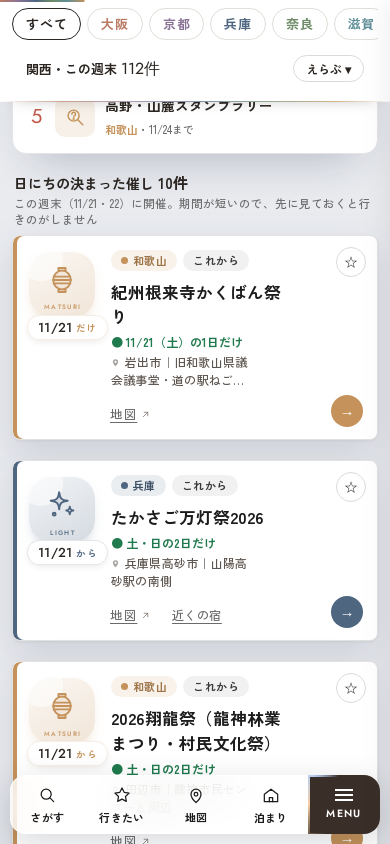 すべて 大阪 京都 兵庫 奈良 滋賀
関西・この週末 112件 えらぶ ▾
5 高野・山麓スタンプラリー
和歌山・11/24まで
日にちの決まった催し 10件
この週末（11/21・22）に開催。期間が短いので、先に見ておくと行
きのがしません
和歌山 これから ☆
紀州根来寺かくばん祭
り
MATSURI
11/21 だけ
11/21（土）の1日だけ
岩出市｜旧和歌山県議
会議事堂・道の駅ねご…
地図 ↗ →
兵庫 これから ☆
たかさご万灯祭2026
LIGHT
11/21 から
土・日の2日だけ
兵庫県高砂市｜山陽高
砂駅の南側
地図 ↗ 近くの宿 →
和歌山 これから ☆
2026翔龍祭（龍神林業
まつり・村民文化祭）
MATSURI
11/21 から
土・日の2日だけ
地図 ↗
さがす 行きたい 地図 泊まり MENU